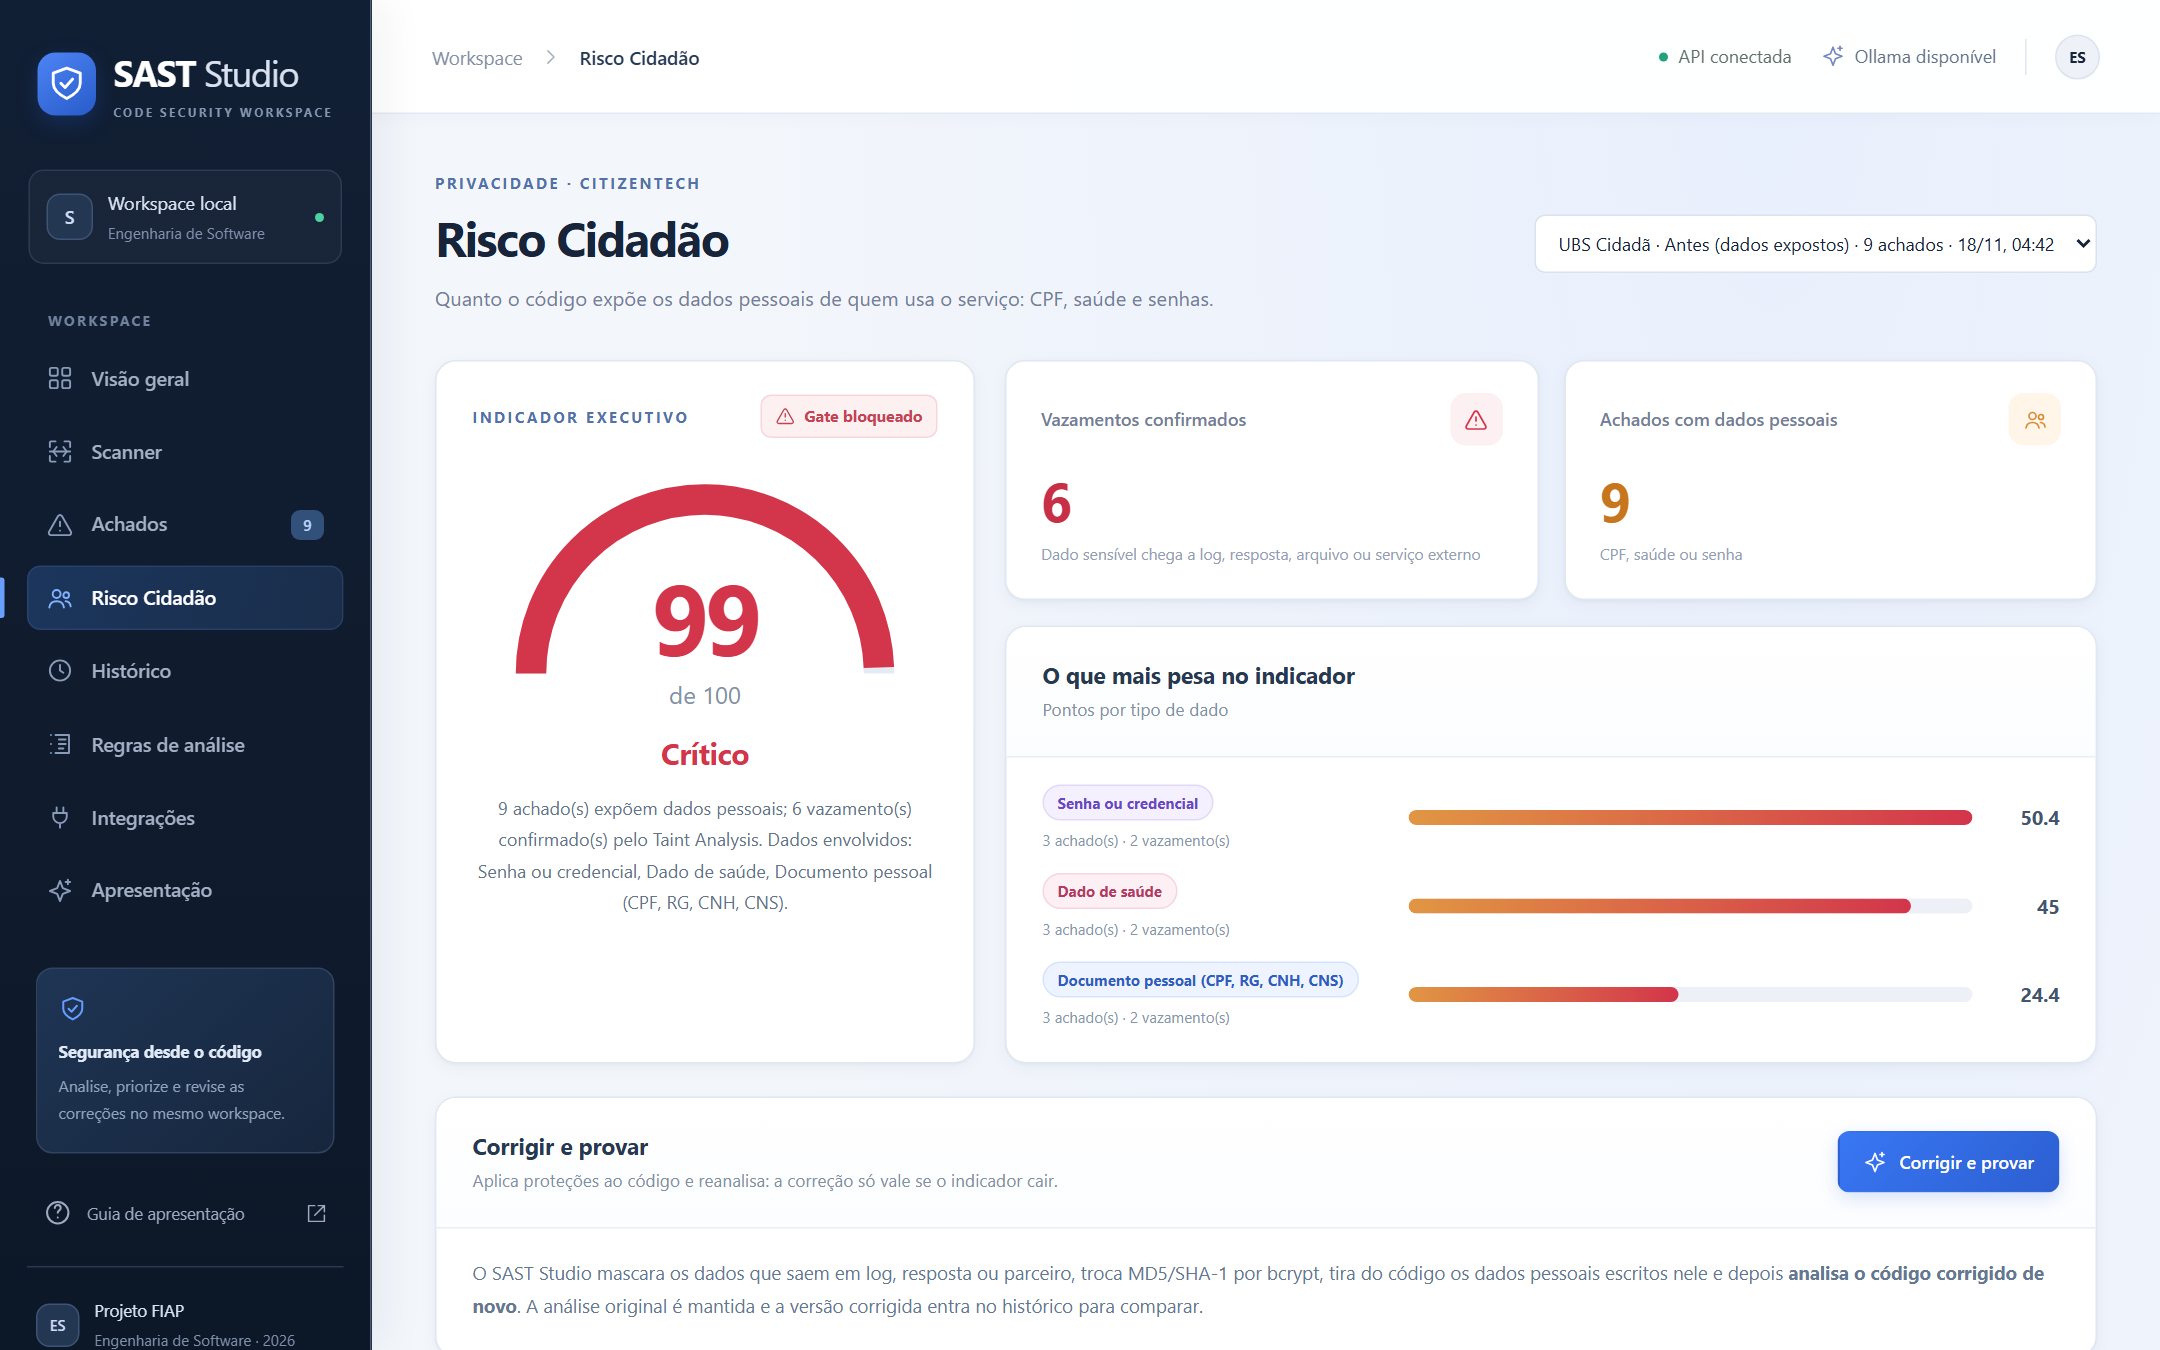 SAST Studio
CODE SECURITY WORKSPACE
S
Workspace local
Engenharia de Software
WORKSPACE
Visão geral
Scanner
Achados
9
Risco Cidadão
Histórico
Regras de análise
Integrações
Apresentação
Segurança desde o código
Analise, priorize e revise as
correções no mesmo workspace.
Guia de apresentação
ES
Projeto FIAP
Engenharia de Software · 2026
Workspace
Risco Cidadão
API conectada
Ollama disponível
ES
PRIVACIDADE · CITIZENTECH
Risco Cidadão
Quanto o código expõe os dados pessoais de quem usa o serviço: CPF, saúde e senhas.
UBS Cidadã · Antes (dados expostos) · 9 achados · 18/11, 04:42
INDICADOR EXECUTIVO
Gate bloqueado
99
de 100
Crítico
9 achado(s) expõem dados pessoais; 6 vazamento(s)
confirmado(s) pelo Taint Analysis. Dados envolvidos:
Senha ou credencial, Dado de saúde, Documento pessoal
(CPF, RG, CNH, CNS).
Vazamentos confirmados
6
Dado sensível chega a log, resposta, arquivo ou serviço externo
Achados com dados pessoais
9
CPF, saúde ou senha
O que mais pesa no indicador
Pontos por tipo de dado
Senha ou credencial
3 achado(s) · 2 vazamento(s)
50.4
Dado de saúde
3 achado(s) · 2 vazamento(s)
45
Documento pessoal (CPF, RG, CNH, CNS)
3 achado(s) · 2 vazamento(s)
24.4
Corrigir e provar
Aplica proteções ao código e reanalisa: a correção só vale se o indicador cair.
Corrigir e provar
O SAST Studio mascara os dados que saem em log, resposta ou parceiro, troca MD5/SHA-1 por bcrypt, tira do código os dados pessoais escritos nele e depois analisa o código corrigido de
novo. A análise original é mantida e a versão corrigida entra no histórico para comparar.